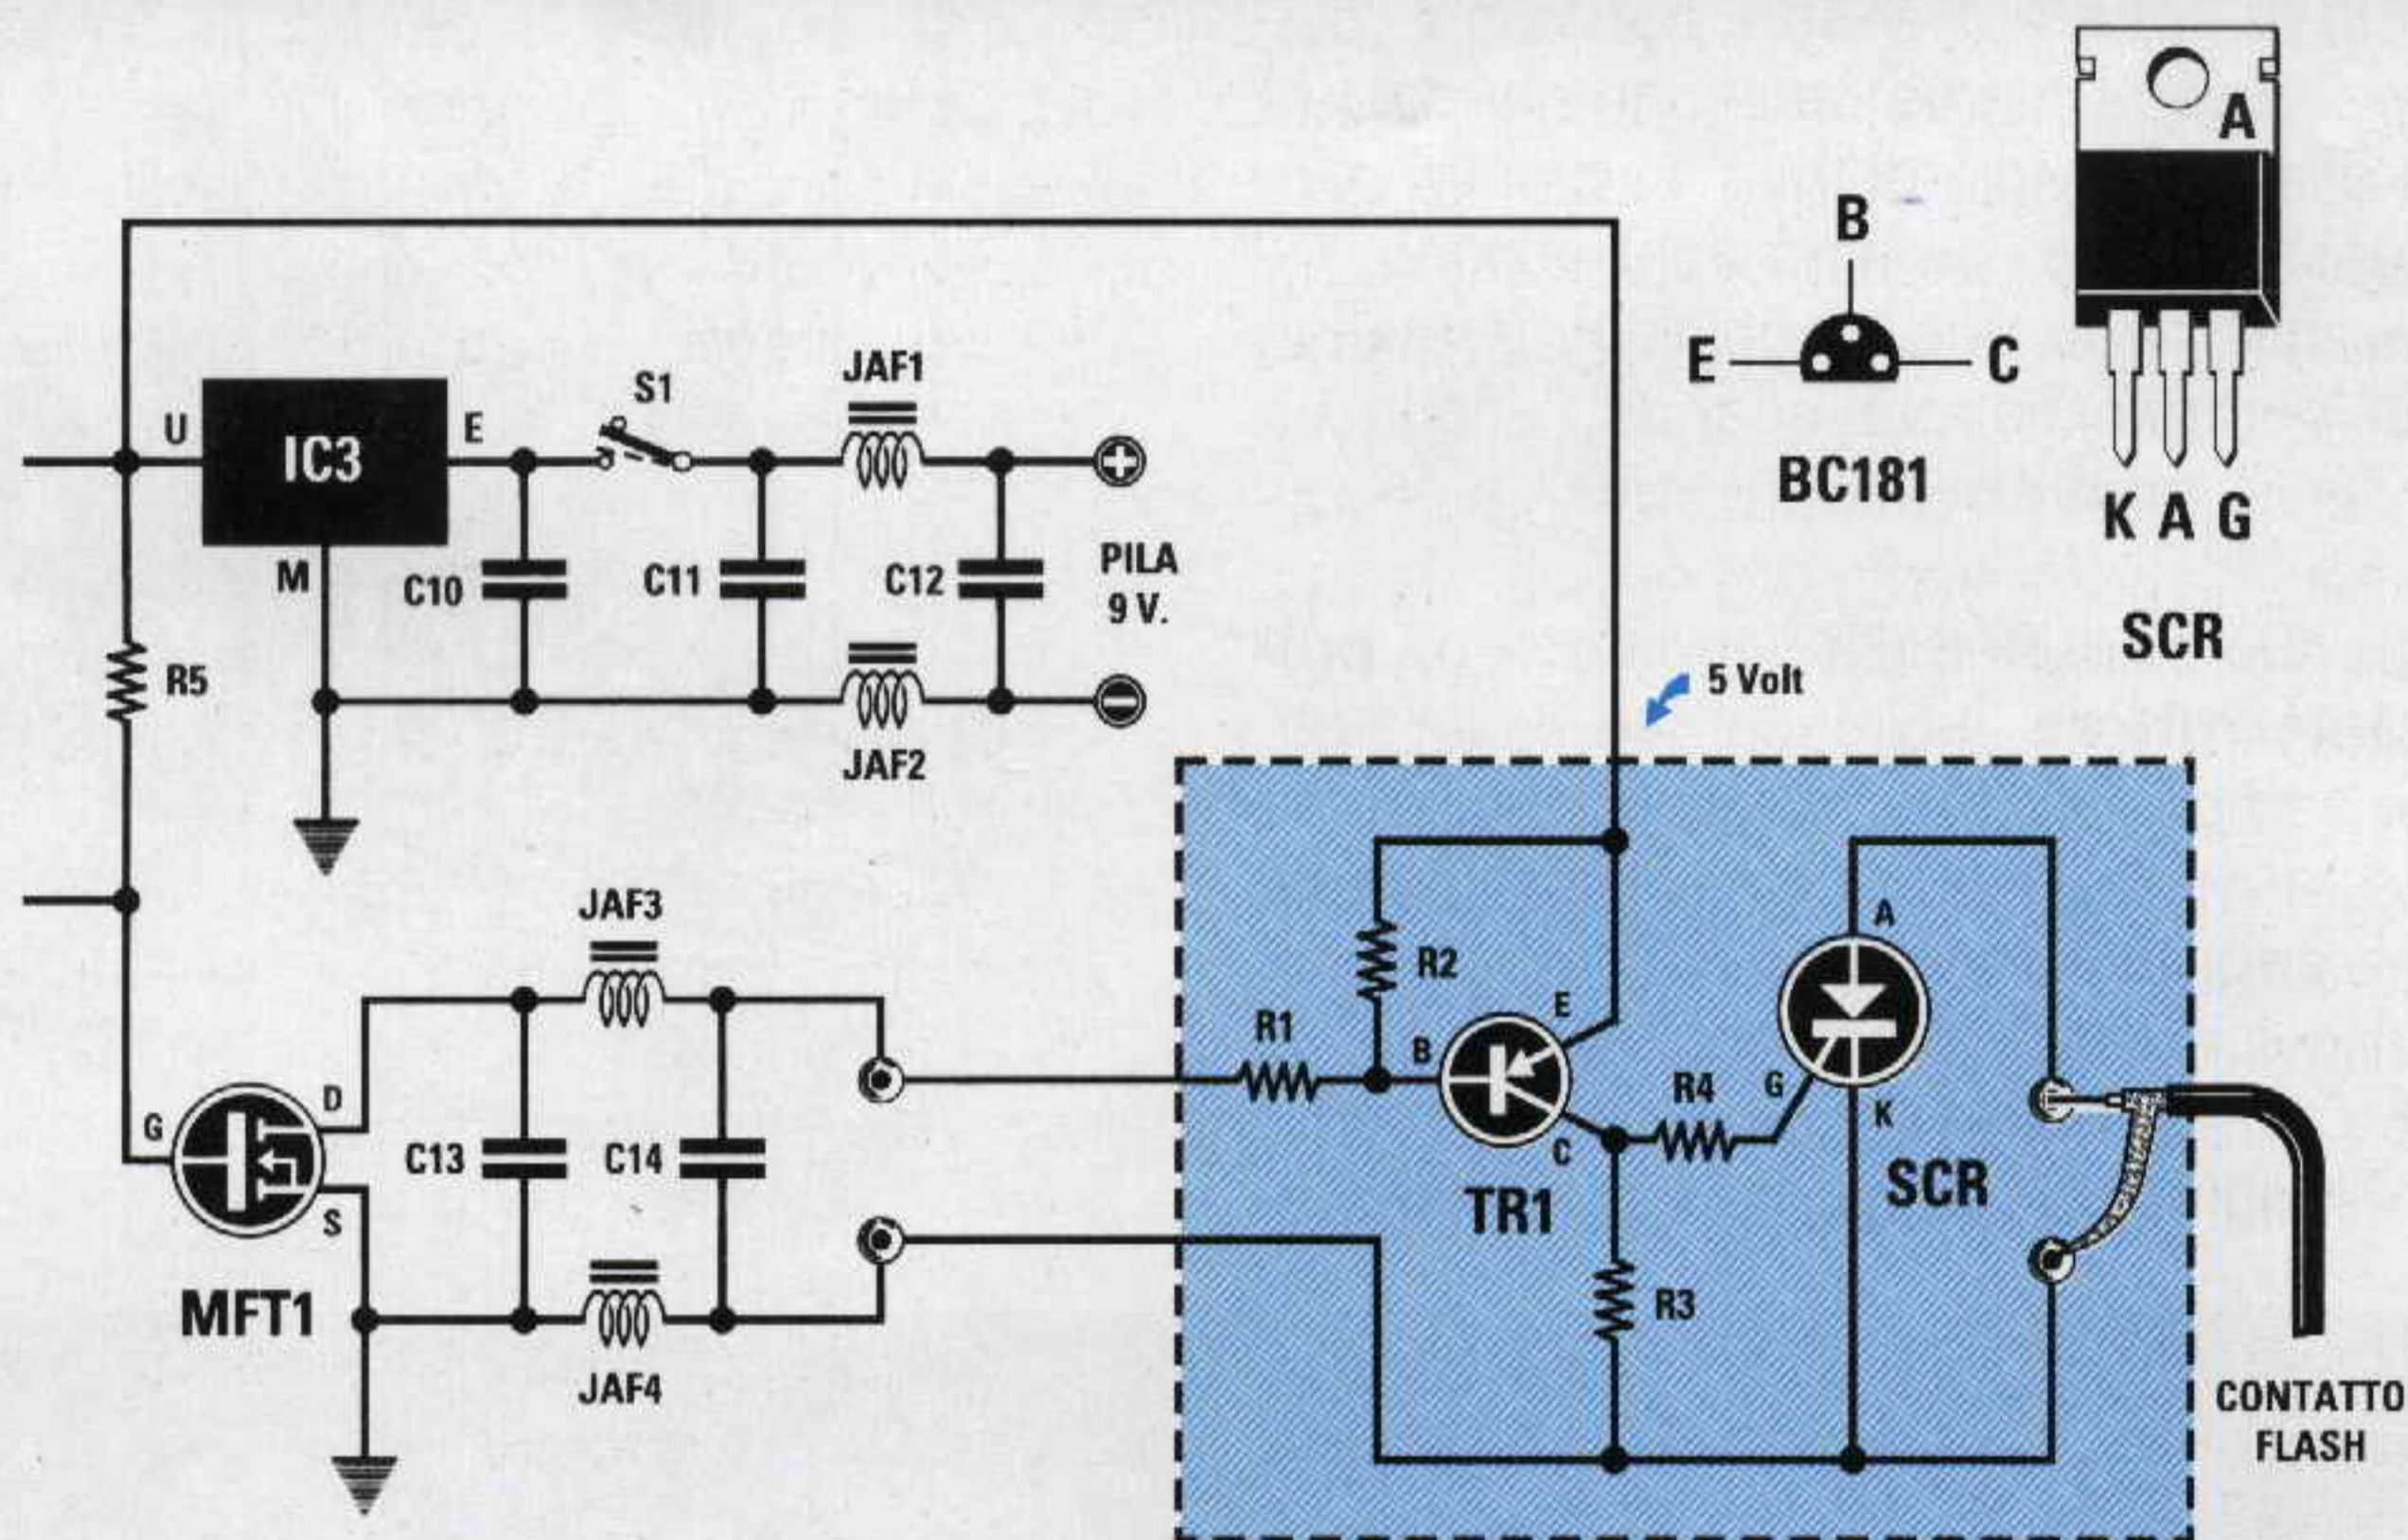 A
B
E
C
BC181
K A G
SCR
U
IC3
E
S1
JAF1
+
M
C10
C11
C12
PILA
9 V.
R5
−
JAF2
5 Volt
JAF3
A
R2
E
R1
B
R4
G
K
D
G
C13
C14
C
SCR
TR1
S
MFT1
R3
JAF4
CONTATTO
FLASH